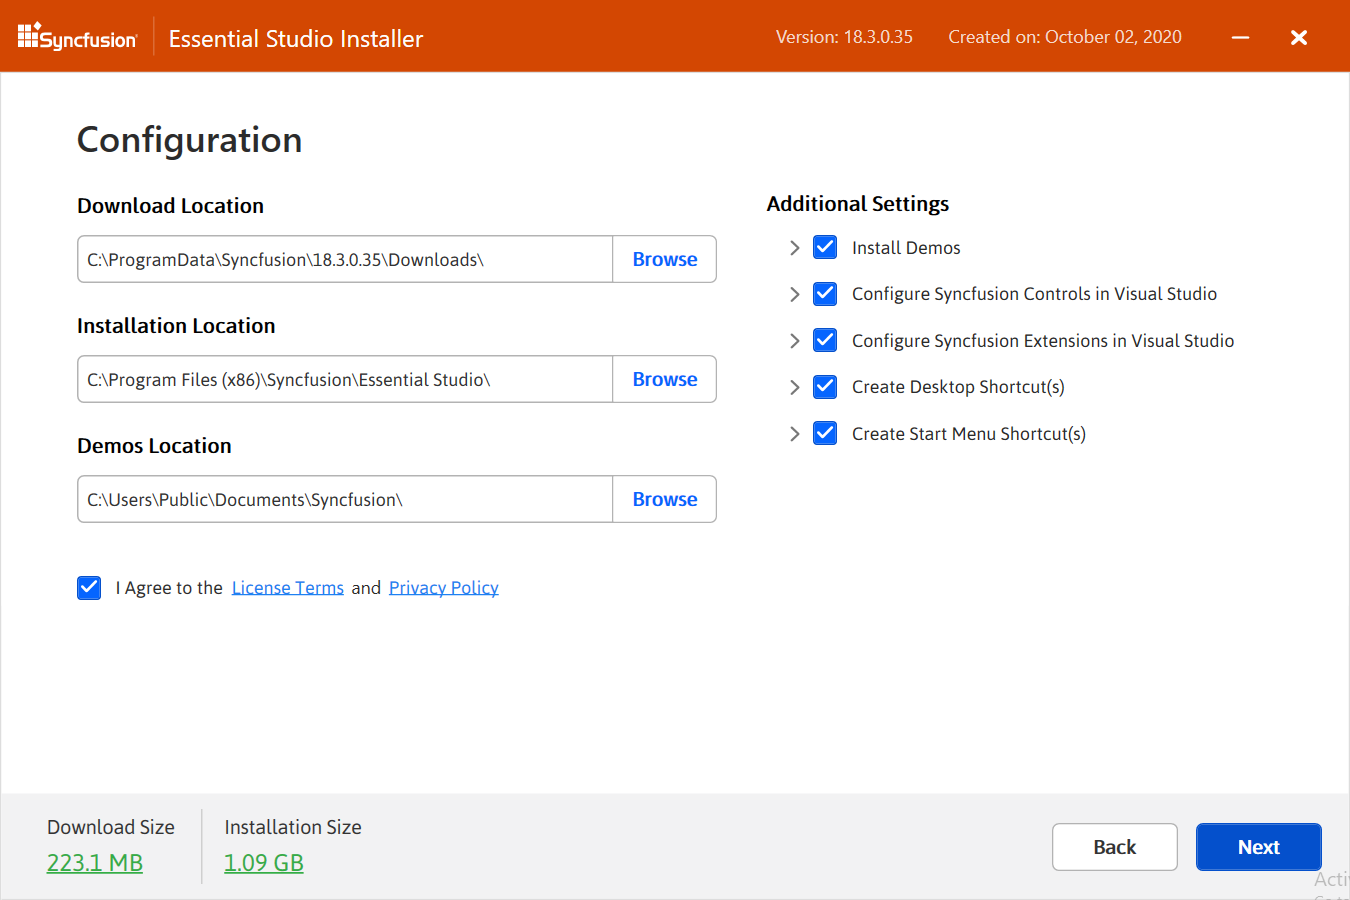 Syncfusion
Essential Studio Installer
Version: 18.3.0.35
Created on: October 02, 2020
Configuration
Download Location
C:\ProgramData\Syncfusion\18.3.0.35\Downloads\
Browse
Installation Location
C:\Program Files (x86)\Syncfusion\Essential Studio\
Browse
Demos Location
C:\Users\Public\Documents\Syncfusion\
Browse
I Agree to the License Terms and Privacy Policy
Additional Settings
Install Demos
Configure Syncfusion Controls in Visual Studio
Configure Syncfusion Extensions in Visual Studio
Create Desktop Shortcut(s)
Create Start Menu Shortcut(s)
Download Size
223.1 MB
Installation Size
1.09 GB
Back
Next
Acti